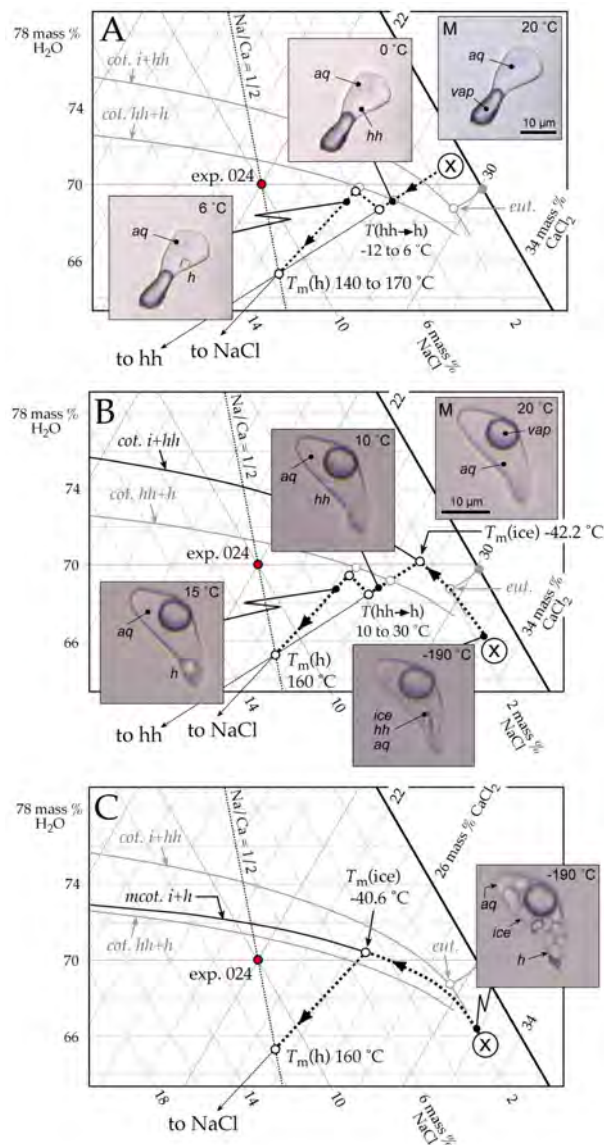 A
78 mass %
H₂O
74
70
66
cot. i+hh
cot. hh+h
Na/Ca = 1/2
exp. 024
0 °C
aq
hh
M
20 °C
aq
vap
10 µm
22
X
30
34 mass %
CaCl₂
eut.
T(hh→h)
-12 to 6 °C
6 °C
aq
h
Tm(h) 140 to 170 °C
to hh
to NaCl
14
10
6 mass %
NaCl
2
B
78 mass %
H₂O
74
70
66
cot. i+hh
cot. hh+h
Na/Ca = 1/2
exp. 024
10 °C
aq
hh
M
20 °C
vap
aq
10 µm
22
Tm(ice) -42.2 °C
30
34 mass %
CaCl₂
eut.
T(hh→h)
10 to 30 °C
X
15 °C
aq
h
Tm(h)
160 °C
-190 °C
ice
hh
aq
to hh
to NaCl
14
10
2 mass %
NaCl
C
78 mass %
H₂O
74
70
66
cot. i+hh
mcot. i+h
cot. hh+h
Na/Ca = 1/2
exp. 024
22
26 mass % CaCl₂
Tm(ice)
-40.6 °C
-190 °C
aq
ice
h
eut.
34
X
Tm(h) 160 °C
to NaCl
18
14
10
6 mass %
NaCl
2